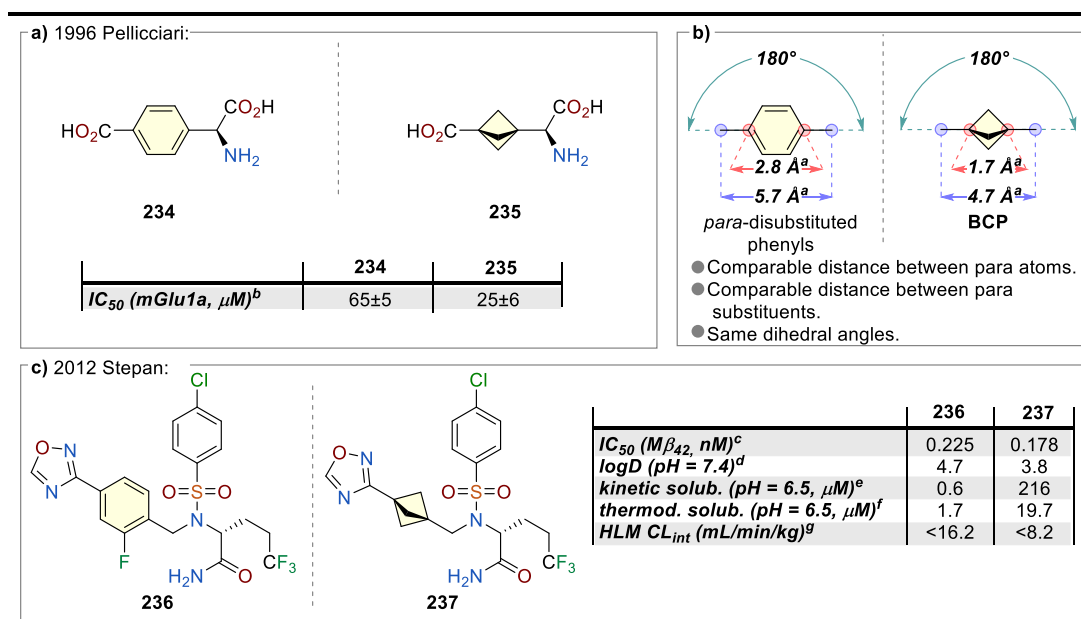 a) 1996 Pellicciari:
HO₂C
CO₂H
NH₂
234
HO₂C
CO₂H
NH₂
235
234 235
IC₅₀ (mGlu1a, μM)ᵇ 65±5 25±6
b)
180°
2.8 Åᵃ
5.7 Åᵃ
para-disubstituted
phenyls
180°
1.7 Åᵃ
4.7 Åᵃ
BCP
Comparable distance between para atoms.
Comparable distance between para
substituents.
Same dihedral angles.
c) 2012 Stepan:
Cl
O N
N
O S O
N
F
CF₃
H₂N O
236
Cl
O N
N
O S O
N
CF₃
H₂N O
237
236 237
IC₅₀ (Mβ₄₂, nM)ᶜ 0.225 0.178
logD (pH = 7.4)ᵈ 4.7 3.8
kinetic solub. (pH = 6.5, μM)ᵉ 0.6 216
thermod. solub. (pH = 6.5, μM)ᶠ 1.7 19.7
HLM CLᵢₙₜ (mL/min/kg)ᵍ <16.2 <8.2